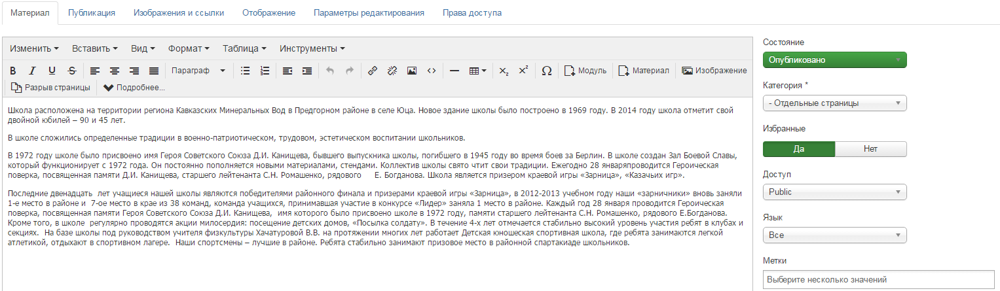 Материал Публикация Изображения и ссылки Отображение Параметры редактирования Права доступа
Изменить Вставить Вид Формат Таблица Инструменты
B I U S Параграф x₂ x² Ω Модуль Материал Изображение
Разрыв страницы Подробнее...
Школа расположена на территории региона Кавказских Минеральных Вод в Предгорном районе в селе Юца. Новое здание школы было построено в 1969 году. В 2014 году школа отметит свой
двойной юбилей – 90 и 45 лет.
В школе сложились определенные традиции в военно-патриотическом, трудовом, эстетическом воспитании школьников.
В 1972 году школе было присвоено имя Героя Советского Союза Д.И. Канищева, бывшего выпускника школы, погибшего в 1945 году во время боев за Берлин. В школе создан Зал Боевой Славы,
который функционирует с 1972 года. Он постоянно пополняется новыми материалами, стендами. Коллектив школы свято чтит свои традиции. Ежегодно 28 январяпроводится Героическая
поверка, посвященная памяти Д.И. Канищева, старшего лейтенанта С.Н. Ромашенко, рядового Е. Богданова. Школа является призером краевой игры «Зарница», «Казачьих игр».
Последние двенадцать лет учащиеся нашей школы являются победителями районного финала и призерами краевой игры «Зарница», в 2012-2013 учебном году наши «зарничники» вновь заняли
1-е место в районе и 7-ое место в крае из 38 команд, команда учащихся, принимавшая участие в конкурсе «Лидер» заняла 1 место в районе. Каждый год 28 января проводится Героическая
поверка, посвященная памяти Героя Советского Союза Д.И. Канищева, имя которого было присвоено школе в 1972 году, памяти старшего лейтенанта С.Н. Ромашенко, рядового Е.Богданова.
Кроме того, в школе регулярно проводятся акции милосердия: посещение детских домов, «Посылка солдату». В течение 4-х лет отмечается стабильно высокий уровень участия ребят в клубах и
секциях. На базе школы под руководством учителя физкультуры Хачатуровой В.В. на протяжении многих лет работает Детская юношеская спортивная школа, где ребята занимаются легкой
атлетикой, отдыхают в спортивном лагере. Наши спортсмены – лучшие в районе. Ребята стабильно занимают призовое место в районной спартакиаде школьников.
Состояние
Опубликовано
Категория *
- Отдельные страницы
Избранные
Да Нет
Доступ
Public
Язык
Все
Метки
Выберите несколько значений